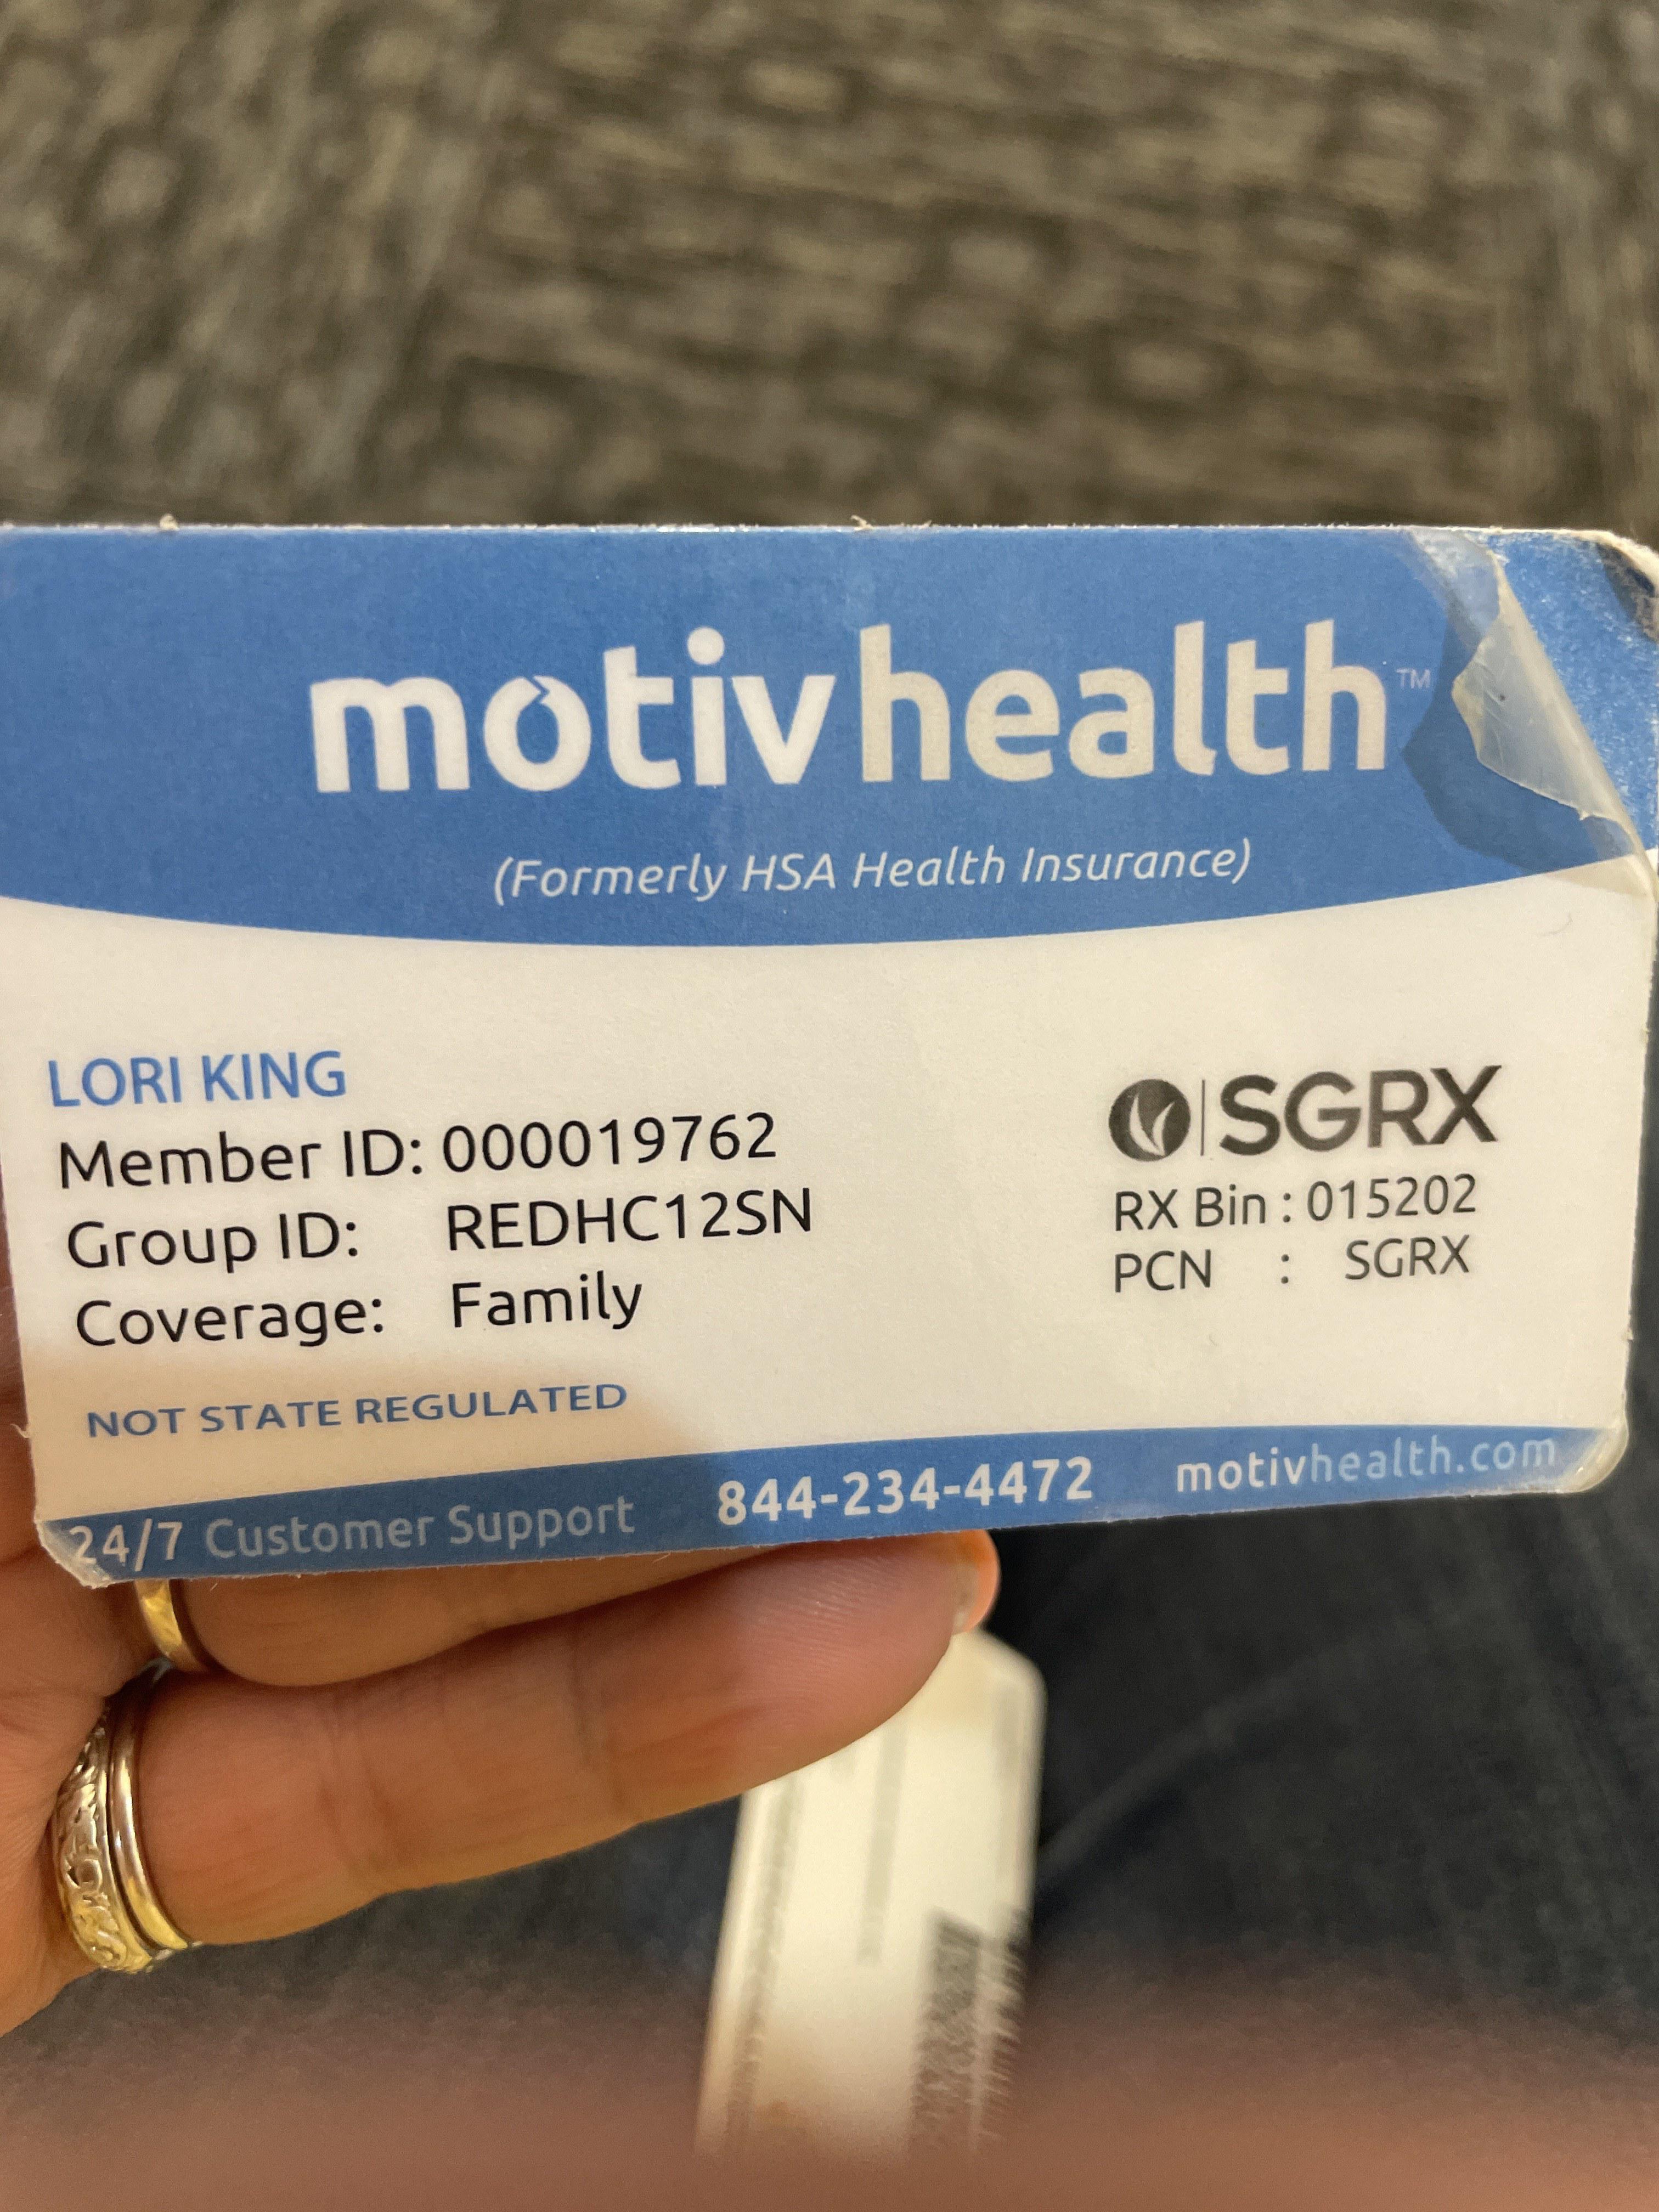 motivhealth™
(Formerly HSA Health Insurance)
LORI KING
Member ID: 000019762
Group ID: REDHC12SN
Coverage: Family
NOT STATE REGULATED
SGRX
RX Bin : 015202
PCN : SGRX
24/7 Customer Support 844-234-4472 motivhealth.com